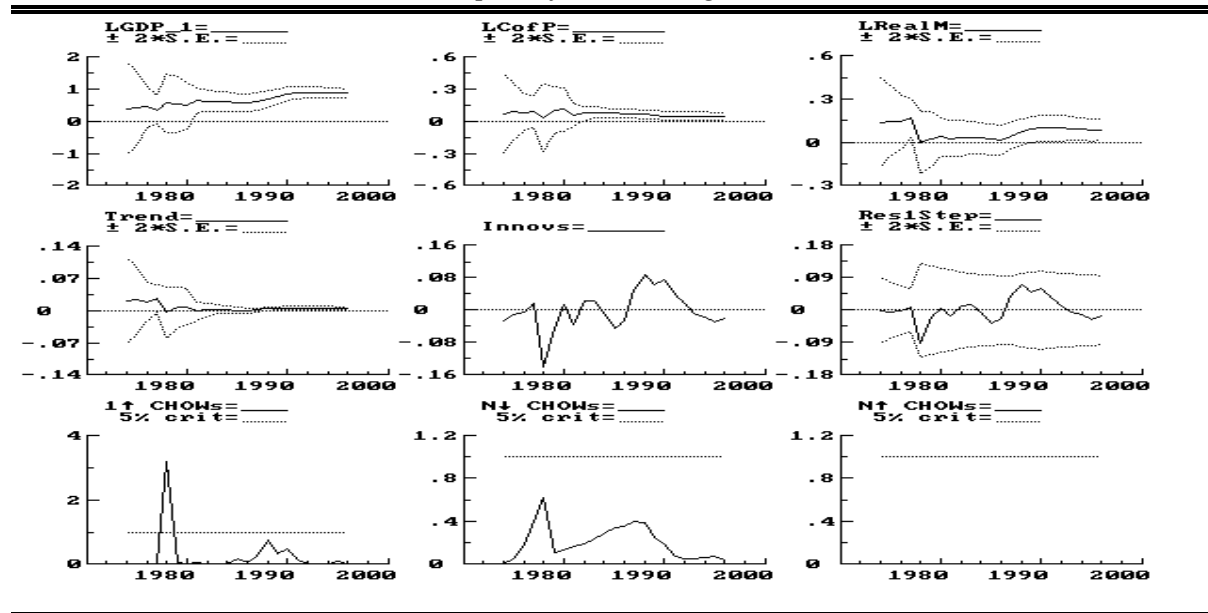 LGDP_1=
± 2*S.E.=
2
1
0
-1
-2
1980 1990 2000
LCofP=
± 2*S.E.=
.6
.3
0
-.3
-.6
1980 1990 2000
LRealM=
± 2*S.E.=
.6
.3
0
-.3
1980 1990 2000
Trend=
± 2*S.E.=
.14
.07
0
-.07
-.14
1980 1990 2000
Innovs=
.16
.08
0
-.08
-.16
1980 1990 2000
Res1Step=
± 2*S.E.=
.18
.09
0
-.09
-.18
1980 1990 2000
1↑ CHOWs=
5% crit=
4
2
0
1980 1990 2000
N↓ CHOWs=
5% crit=
1.2
.8
.4
0
1980 1990 2000
N↑ CHOWs=
5% crit=
1.2
.8
.4
0
1980 1990 2000